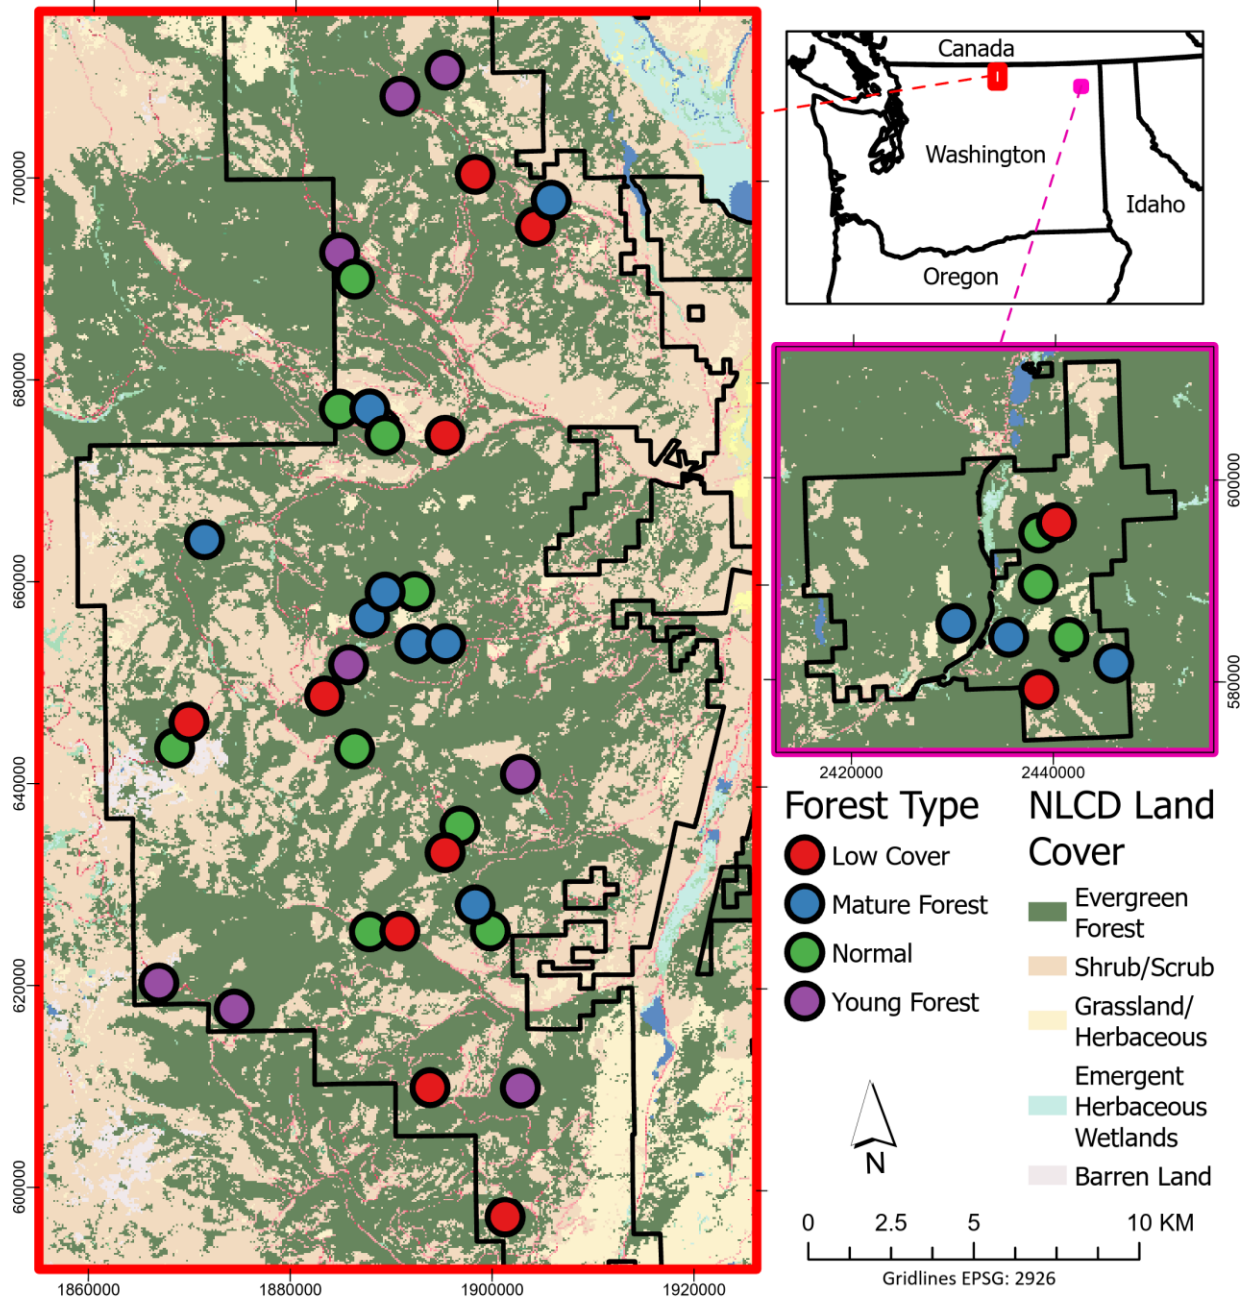 Canada
Washington
Idaho
Oregon
700000
680000
660000
640000
620000
600000
1860000
1880000
1900000
1920000
600000
580000
2420000
2440000
Forest Type
Low Cover
Mature Forest
Normal
Young Forest
NLCD Land
Cover
Evergreen
Forest
Shrub/Scrub
Grassland/
Herbaceous
Emergent
Herbaceous
Wetlands
Barren Land
N
0 2.5 5 10 KM
Gridlines EPSG: 2926